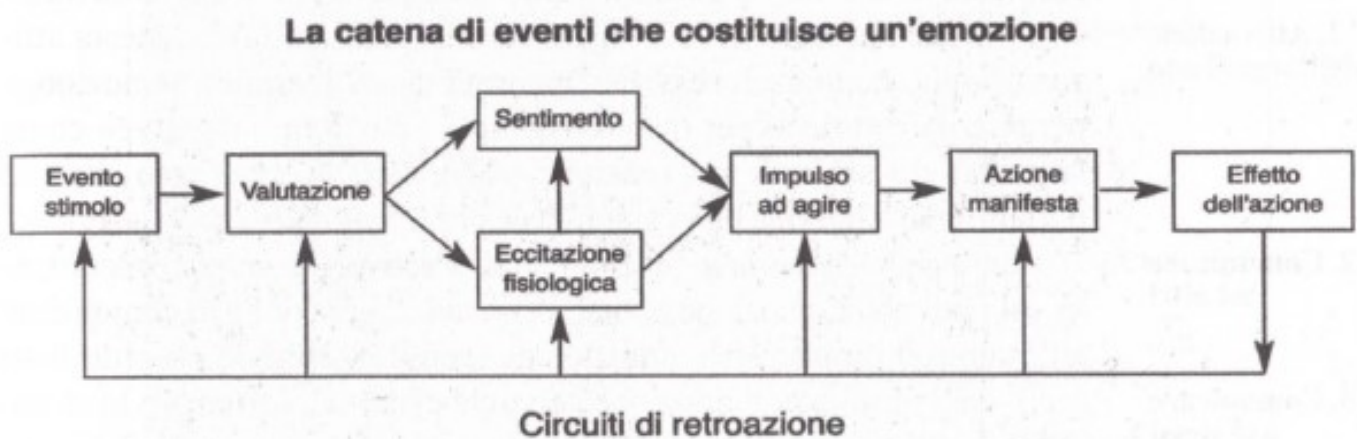 La catena di eventi che costituisce un'emozione
Sentimento
Evento
stimolo
Valutazione
Impulso
ad agire
Azione
manifesta
Effetto
dell'azione
Eccitazione
fisiologica
Circuiti di retroazione